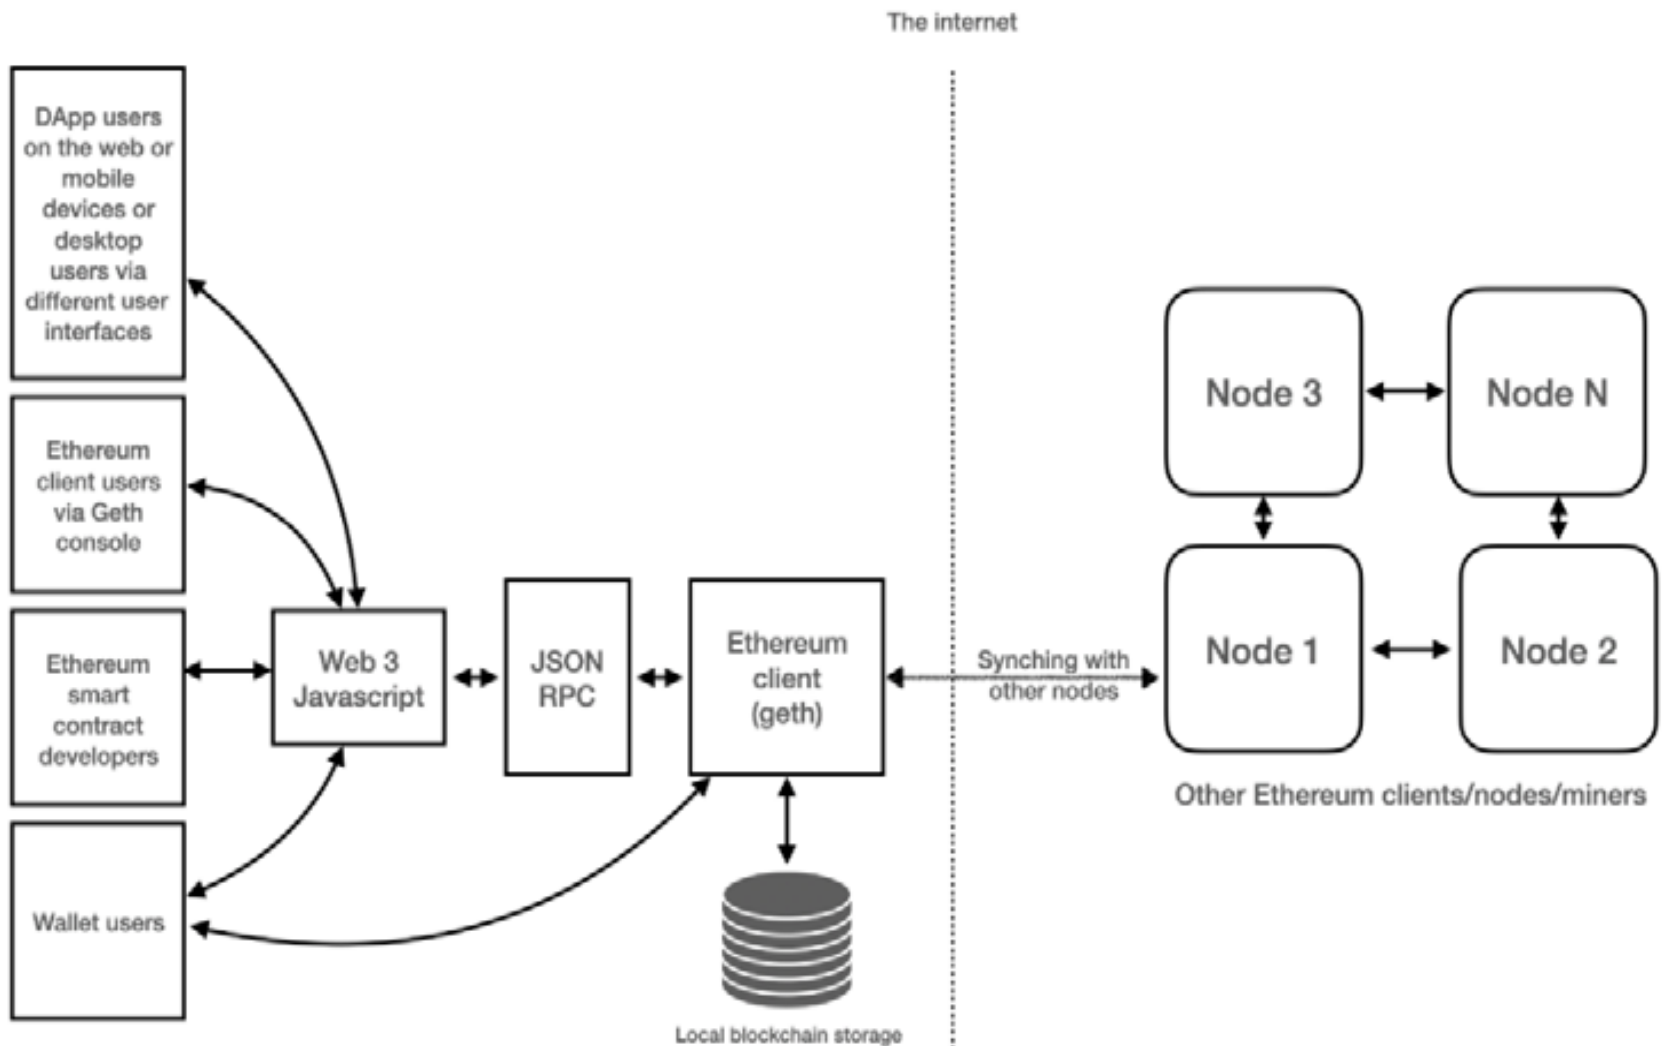 The internet
DApp users
on the web or
mobile
devices or
desktop
users via
different user
interfaces
Ethereum
client users
via Geth
console
Ethereum
smart
contract
developers
Wallet users
Web 3
Javascript
JSON
RPC
Ethereum
client
(geth)
Local blockchain storage
Synching with
other nodes
Node 3
Node N
Node 1
Node 2
Other Ethereum clients/nodes/miners